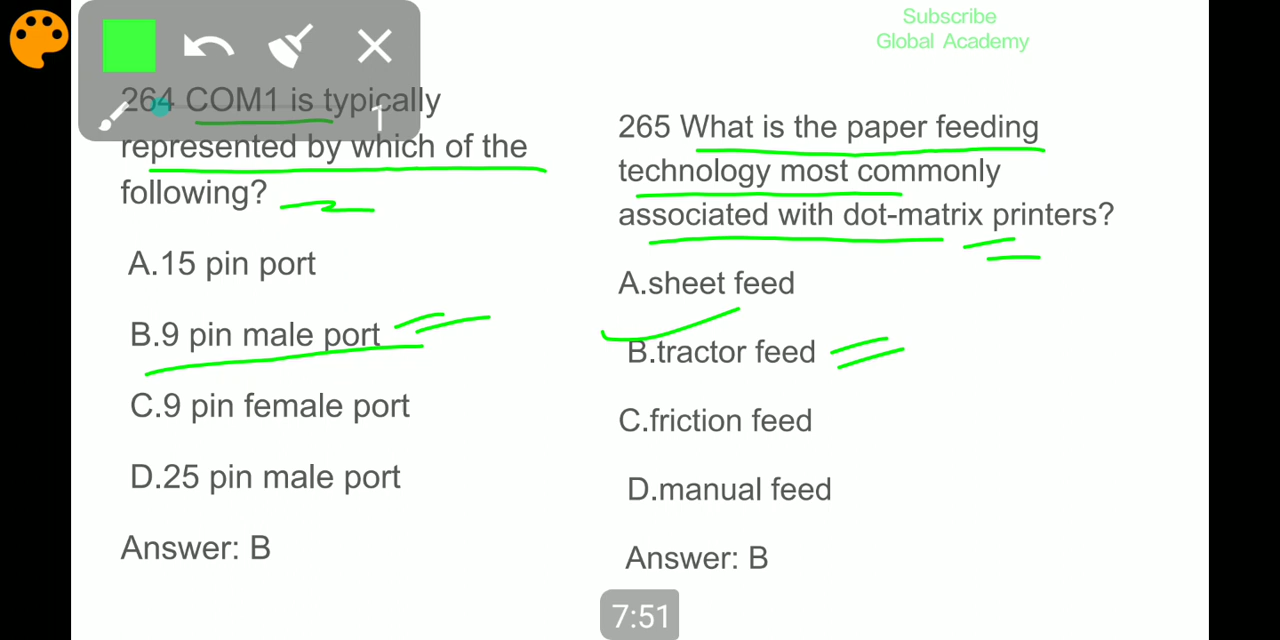 Subscribe
Global Academy
264 COM1 is typically
represented by which of the
following?
A.15 pin port
B.9 pin male port
C.9 pin female port
D.25 pin male port
Answer: B
1
265 What is the paper feeding
technology most commonly
associated with dot-matrix printers?
A.sheet feed
B.tractor feed
C.friction feed
D.manual feed
Answer: B
7:51